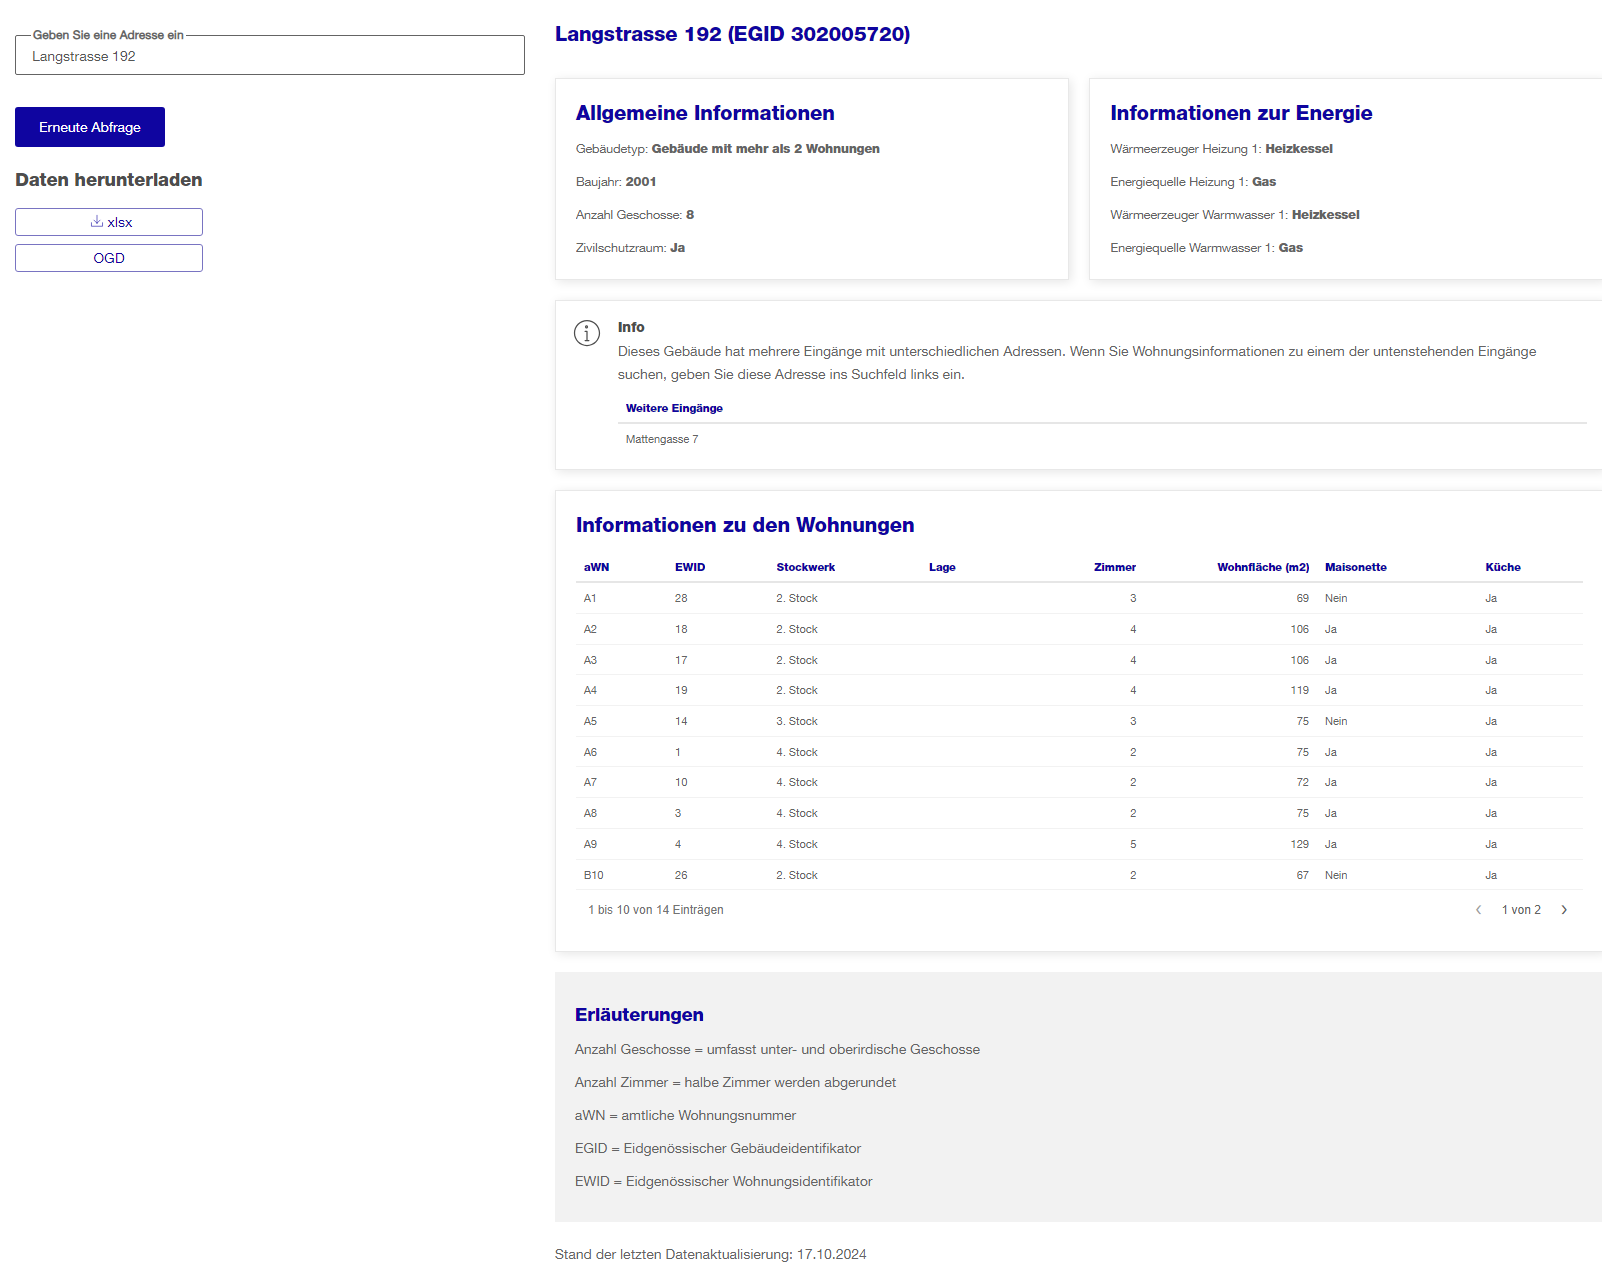 Geben Sie eine Adresse ein
Langstrasse 192
Erneute Abfrage
Daten herunterladen
xlsx
OGD
Langstrasse 192 (EGID 302005720)
Allgemeine Informationen
Gebäudetyp: Gebäude mit mehr als 2 Wohnungen
Baujahr: 2001
Anzahl Geschosse: 8
Zivilschutzraum: Ja
Informationen zur Energie
Wärmeerzeuger Heizung 1: Heizkessel
Energiequelle Heizung 1: Gas
Wärmeerzeuger Warmwasser 1: Heizkessel
Energiequelle Warmwasser 1: Gas
Info
Dieses Gebäude hat mehrere Eingänge mit unterschiedlichen Adressen. Wenn Sie Wohnungsinformationen zu einem der untenstehenden Eingänge
suchen, geben Sie diese Adresse ins Suchfeld links ein.
Weitere Eingänge
Mattengasse 7
Informationen zu den Wohnungen
aWN EWID Stockwerk Lage Zimmer Wohnfläche (m2) Maisonette Küche
A1 28 2. Stock 3 69 Nein Ja
A2 18 2. Stock 4 106 Ja Ja
A3 17 2. Stock 4 106 Ja Ja
A4 19 2. Stock 4 119 Ja Ja
A5 14 3. Stock 3 75 Nein Ja
A6 1 4. Stock 2 75 Ja Ja
A7 10 4. Stock 2 72 Ja Ja
A8 3 4. Stock 2 75 Ja Ja
A9 4 4. Stock 5 129 Ja Ja
B10 26 2. Stock 2 67 Nein Ja
1 bis 10 von 14 Einträgen
1 von 2
Erläuterungen
Anzahl Geschosse = umfasst unter- und oberirdische Geschosse
Anzahl Zimmer = halbe Zimmer werden abgerundet
aWN = amtliche Wohnungsnummer
EGID = Eidgenössischer Gebäudeidentifikator
EWID = Eidgenössischer Wohnungsidentifikator
Stand der letzten Datenaktualisierung: 17.10.2024